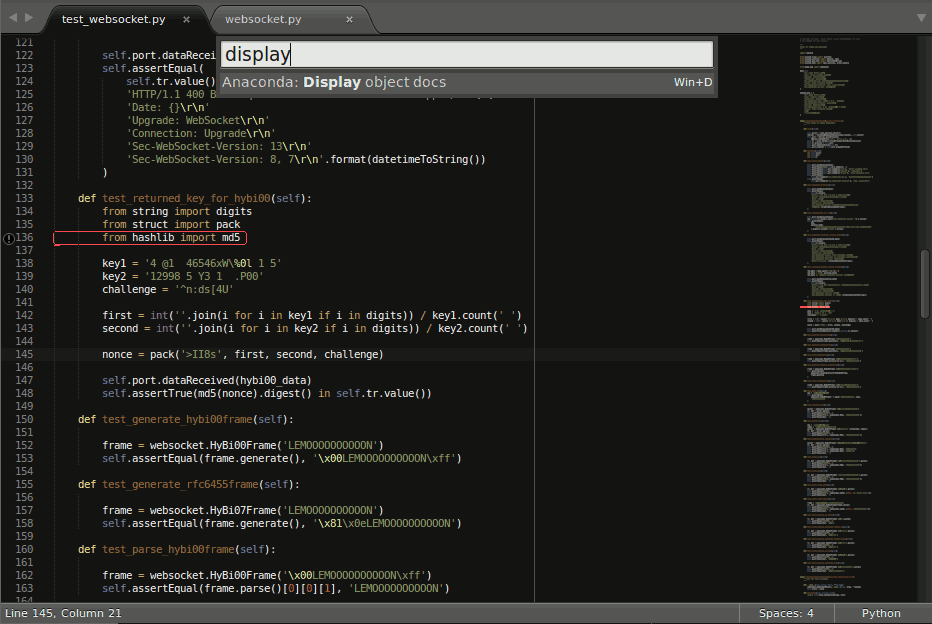 test_websocket.py ×
websocket.py ×
display
Anaconda: Display object docs Win+D
121
122 self.port.dataRecei
123 self.assertEqual(
124 self.tr.value()
125 'HTTP/1.1 400 B
126 'Date: {}\r\n'
127 'Upgrade: WebSocket\r\n'
128 'Connection: Upgrade\r\n'
129 'Sec-WebSocket-Version: 13\r\n'
130 'Sec-WebSocket-Version: 8, 7\r\n'.format(datetimeToString())
131 )
132
133 def test_returned_key_for_hybi00(self):
134 from string import digits
135 from struct import pack
136 from hashlib import md5
137
138 key1 = '4 @1  46546xW\%0l 1 5'
139 key2 = '12998 5 Y3 1  .P00'
140 challenge = '^n:ds[4U'
141
142 first = int(''.join(i for i in key1 if i in digits)) / key1.count(' ')
143 second = int(''.join(i for i in key2 if i in digits)) / key2.count(' ')
144
145 nonce = pack('>II8s', first, second, challenge)
146
147 self.port.dataReceived(hybi00_data)
148 self.assertTrue(md5(nonce).digest() in self.tr.value())
149
150 def test_generate_hybi00frame(self):
151
152 frame = websocket.HyBi00Frame('LEMOOOOOOOOOON')
153 self.assertEqual(frame.generate(), '\x00LEMOOOOOOOOOON\xff')
154
155 def test_generate_rfc6455frame(self):
156
157 frame = websocket.HyBi07Frame('LEMOOOOOOOOOON')
158 self.assertEqual(frame.generate(), '\x81\x0eLEMOOOOOOOOOON')
159
160 def test_parse_hybi00frame(self):
161
162 frame = websocket.HyBi00Frame('\x00LEMOOOOOOOOOON\xff')
163 self.assertEqual(frame.parse()[0][0][1], 'LEMOOOOOOOOOON')
164
Line 145, Column 21 Spaces: 4 Python